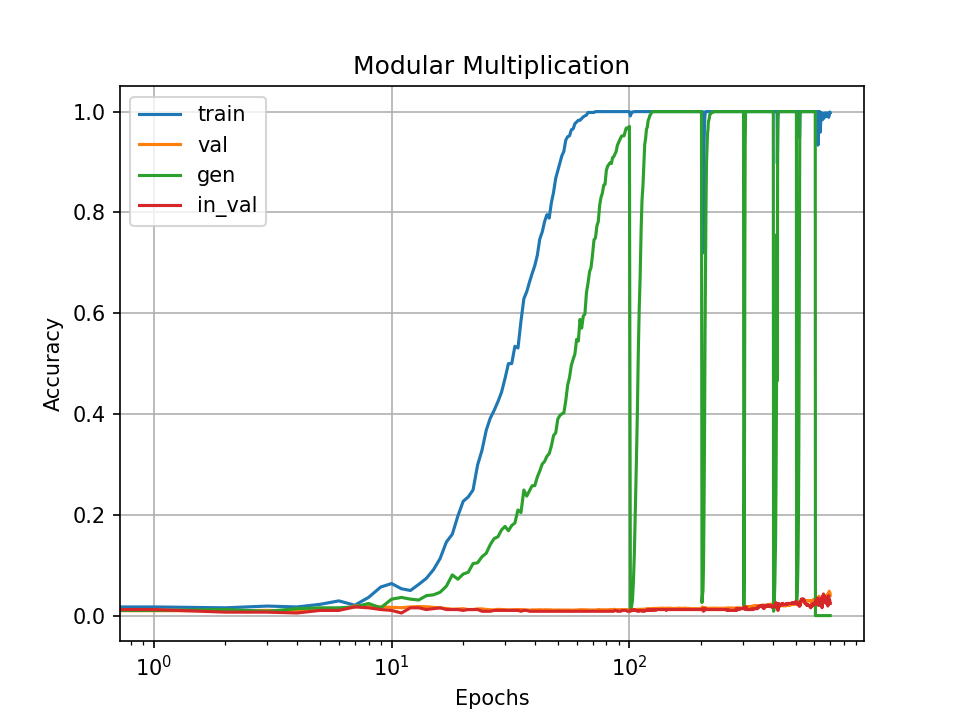 Modular Multiplication
1.0
0.8
0.6
0.4
0.2
0.0
Accuracy
train
val
gen
in_val
10⁰
10¹
10²
Epochs